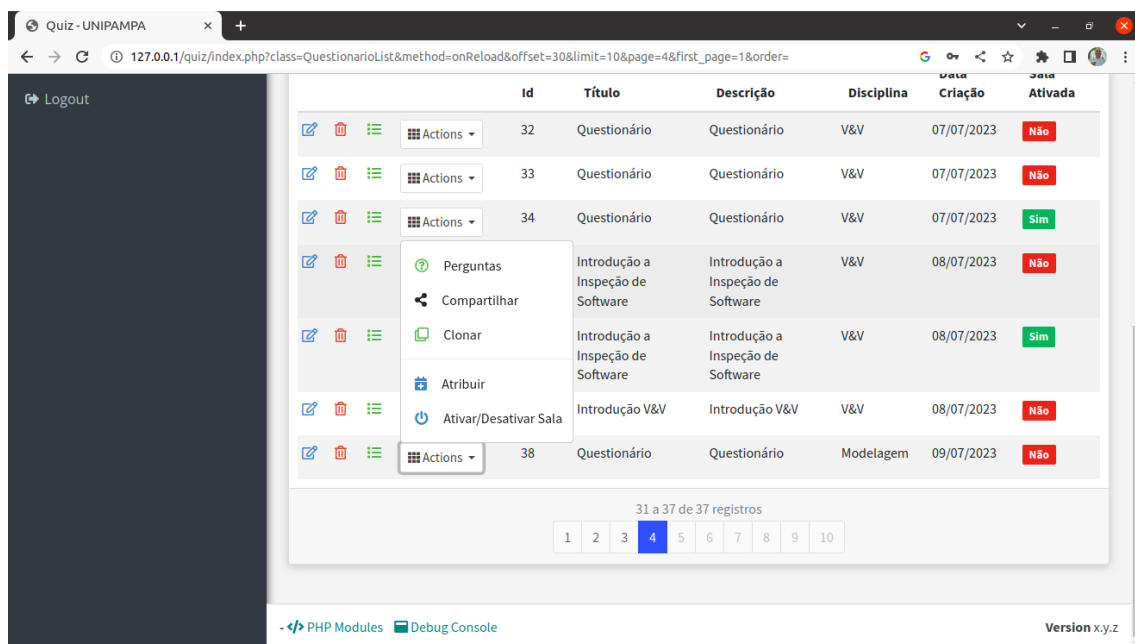 Quiz - UNIPAMPA
127.0.0.1/quiz/index.php?class=QuestionarioList&method=onReload&offset=30&limit=10&page=4&first_page=1&order=
Logout
Data Sala
Id Título Descrição Disciplina Criação Ativada
Actions 32 Questionário Questionário V&V 07/07/2023 Não
Actions 33 Questionário Questionário V&V 07/07/2023 Não
Actions 34 Questionário Questionário V&V 07/07/2023 Sim
Introdução a Introdução a V&V 08/07/2023 Não
Inspeção de Inspeção de
Software Software
Introdução a Introdução a V&V 08/07/2023 Sim
Inspeção de Inspeção de
Software Software
Introdução V&V Introdução V&V V&V 08/07/2023 Não
Perguntas
Compartilhar
Clonar
Atribuir
Ativar/Desativar Sala
Actions 38 Questionário Questionário Modelagem 09/07/2023 Não
31 a 37 de 37 registros
1 2 3 4 5 6 7 8 9 10
- </> PHP Modules Debug Console Version x.y.z